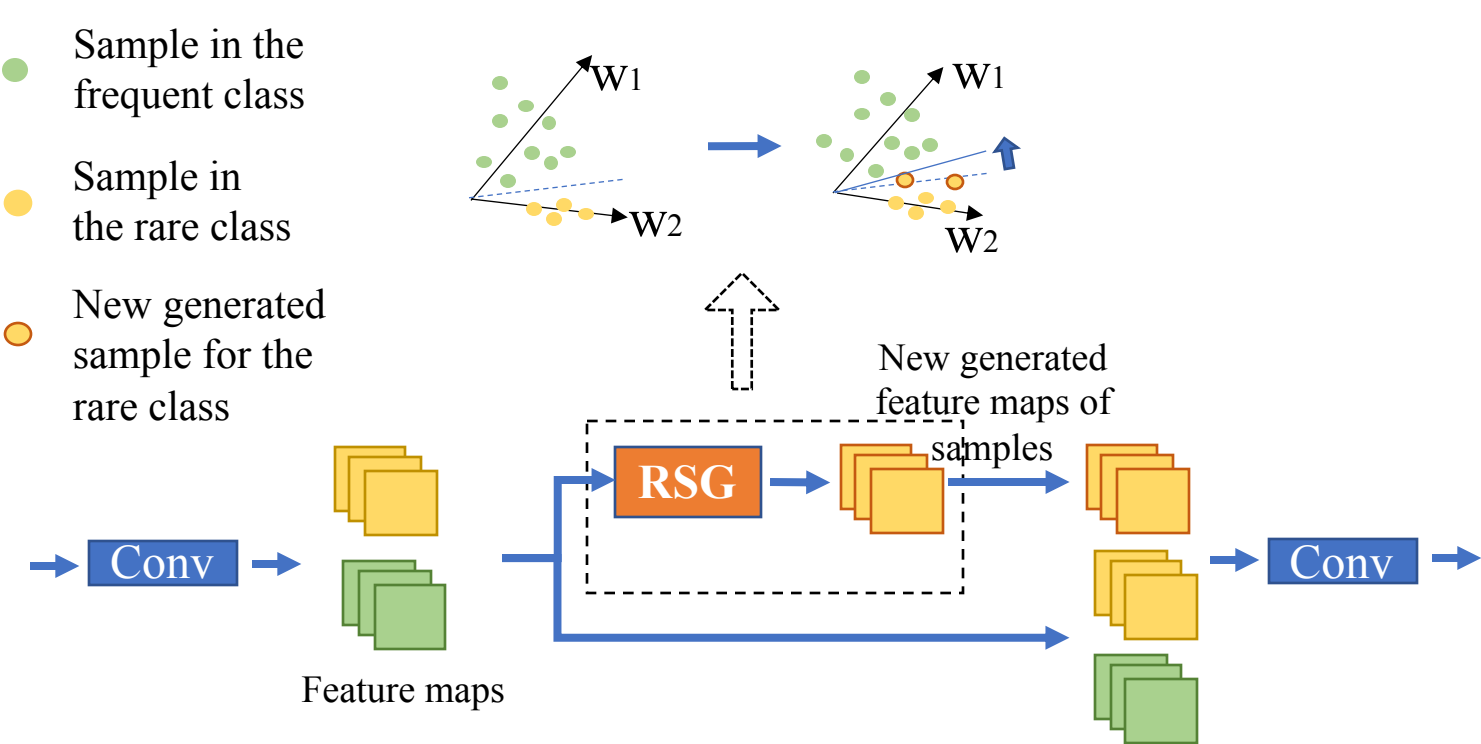 Sample in the
frequent class
Sample in
the rare class
New generated
sample for the
rare class
W1
W2
W1
W2
New generated
feature maps of
samples
RSG
Conv
Conv
Feature maps